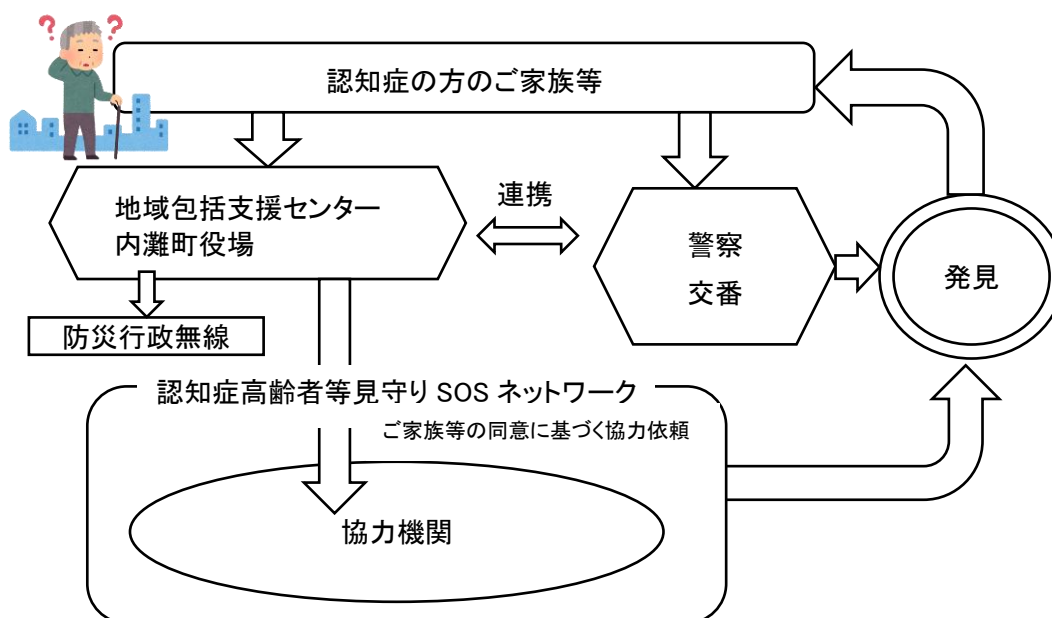 ? ?
認知症の方のご家族等
地域包括支援センター
内灘町役場
連携
警察
交番
発見
防災行政無線
認知症高齢者等見守り SOS ネットワーク
ご家族等の同意に基づく協力依頼
協力機関